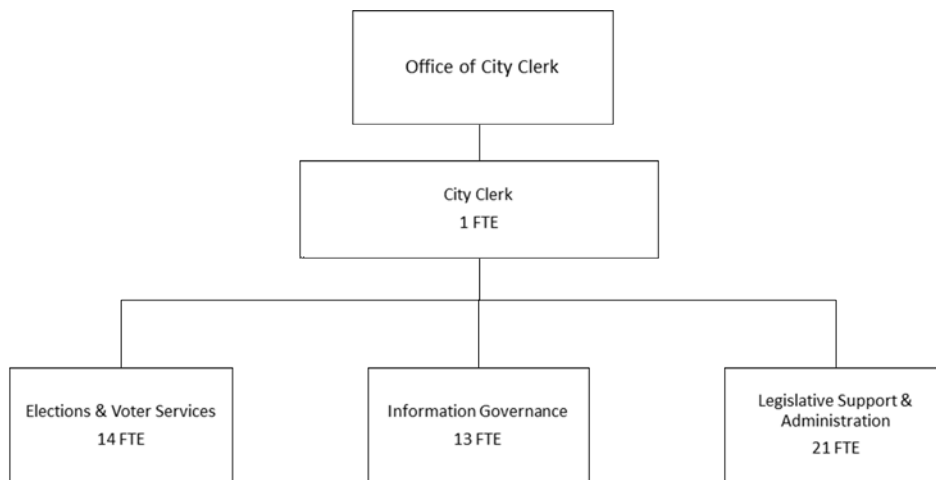 Office of City Clerk
City Clerk
1 FTE
Elections & Voter Services
14 FTE
Information Governance
13 FTE
Legislative Support &
Administration
21 FTE